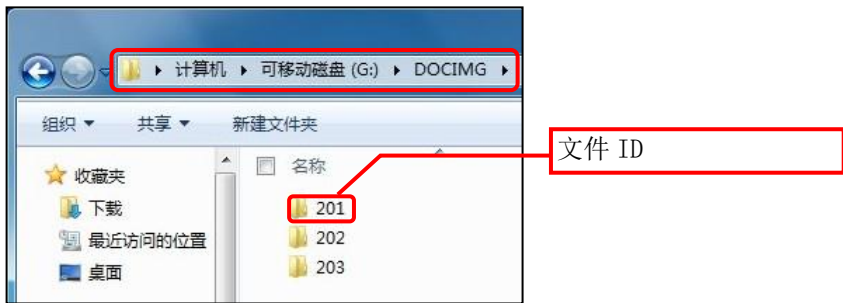 计算机 ▸ 可移动磁盘 (G:) ▸ DOCIMG ▸
组织 ▼ 共享 ▼ 新建文件夹
文件 ID
收藏夹
名称
下载
201
最近访问的位置
202
桌面
203